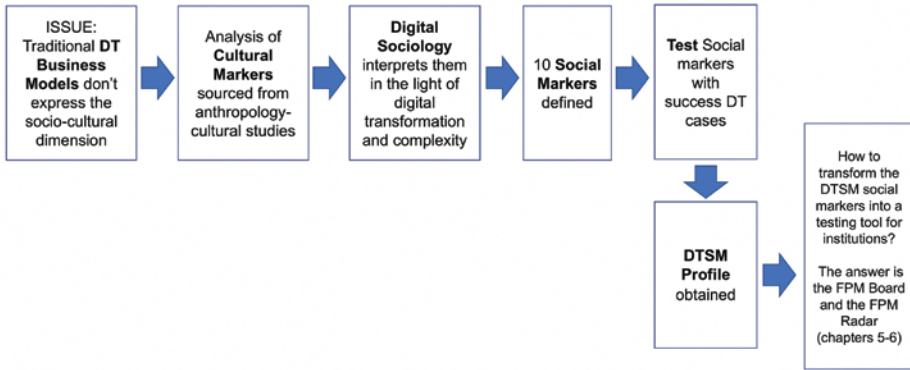 ISSUE:
Traditional DT
Business
Models don't
express the
socio-cultural
dimension
Analysis of
Cultural
Markers
sourced from
anthropology-
cultural studies
Digital
Sociology
interprets them
in the light of
digital
transformation
and complexity
10 Social
Markers
defined
Test Social
markers
with
success DT
cases
DTSM
Profile
obtained
How to
transform the
DTSM social
markers into a
testing tool for
institutions?
The answer is
the FPM Board
and the FPM
Radar
(chapters 5-6)